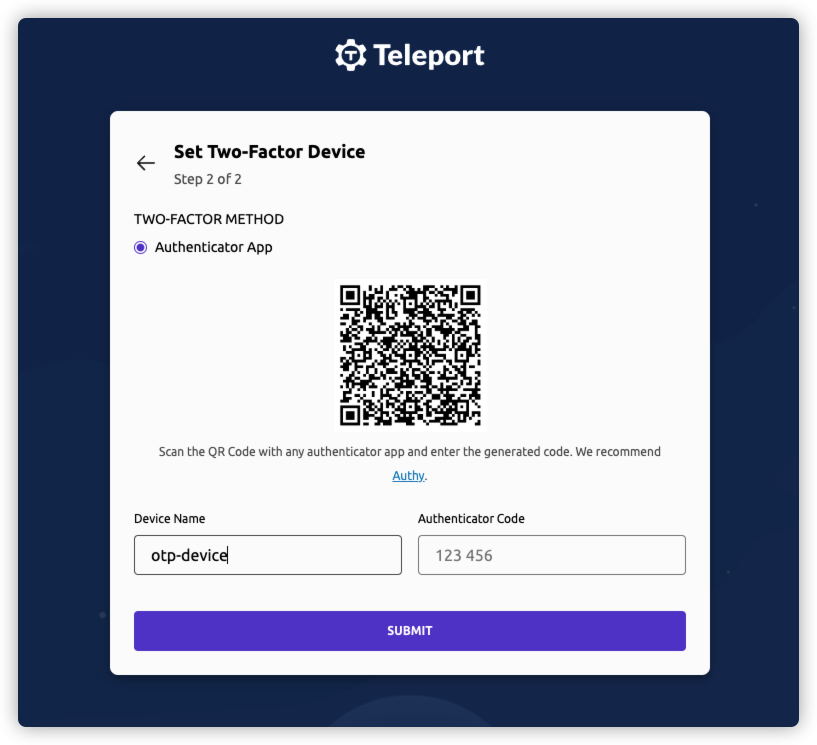 Teleport
Set Two-Factor Device
Step 2 of 2
TWO-FACTOR METHOD
Authenticator App
Scan the QR Code with any authenticator app and enter the generated code. We recommend
Authy.
Device Name
Authenticator Code
otp-device
123 456
SUBMIT